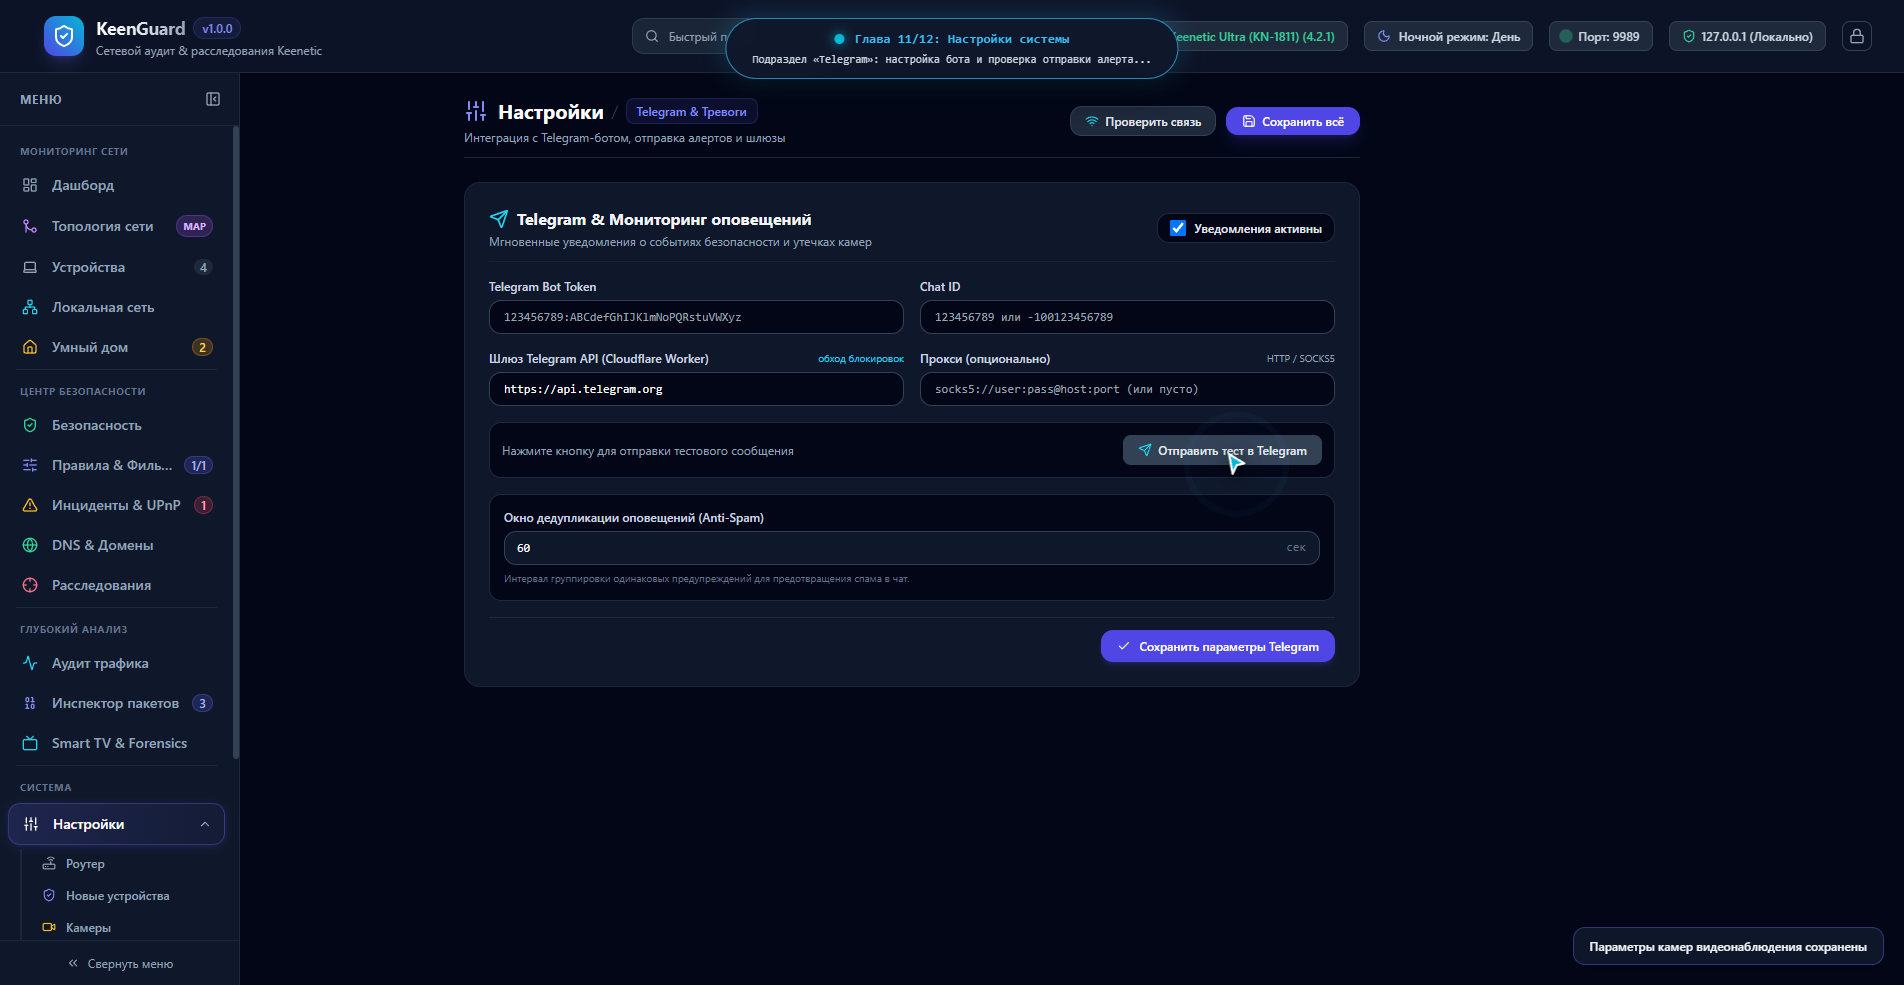 KeenGuard v1.0.0
Сетевой аудит & расследования Keenetic
Быстрый п
Глава 11/12: Настройки системы
Подраздел «Telegram»: настройка бота и проверка отправки алерта...
eenetic Ultra (KN-1811) (4.2.1)
Ночной режим: День
Порт: 9989
127.0.0.1 (Локально)
МЕНЮ
МОНИТОРИНГ СЕТИ
Дашборд
Топология сети MAP
Устройства 4
Локальная сеть
Умный дом 2
ЦЕНТР БЕЗОПАСНОСТИ
Безопасность
Правила & Филь... 1/1
Инциденты & UPnP 1
DNS & Домены
Расследования
ГЛУБОКИЙ АНАЛИЗ
Аудит трафика
Инспектор пакетов 3
Smart TV & Forensics
СИСТЕМА
Настройки
Роутер
Новые устройства
Камеры
Свернуть меню
Настройки / Telegram & Тревоги
Интеграция с Telegram-ботом, отправка алертов и шлюзы
Проверить связь
Сохранить всё
Telegram & Мониторинг оповещений
Мгновенные уведомления о событиях безопасности и утечках камер
Уведомления активны
Telegram Bot Token
123456789:ABCdefGhIJKlmNoPQRstuVWXyz
Chat ID
123456789 или -100123456789
Шлюз Telegram API (Cloudflare Worker) обход блокировок
https://api.telegram.org
Прокси (опционально) HTTP / SOCKS5
socks5://user:pass@host:port (или пусто)
Нажмите кнопку для отправки тестового сообщения
Отправить тест в Telegram
Окно дедупликации оповещений (Anti-Spam)
60 сек
Интервал группировки одинаковых предупреждений для предотвращения спама в чат.
Сохранить параметры Telegram
Параметры камер видеонаблюдения сохранены